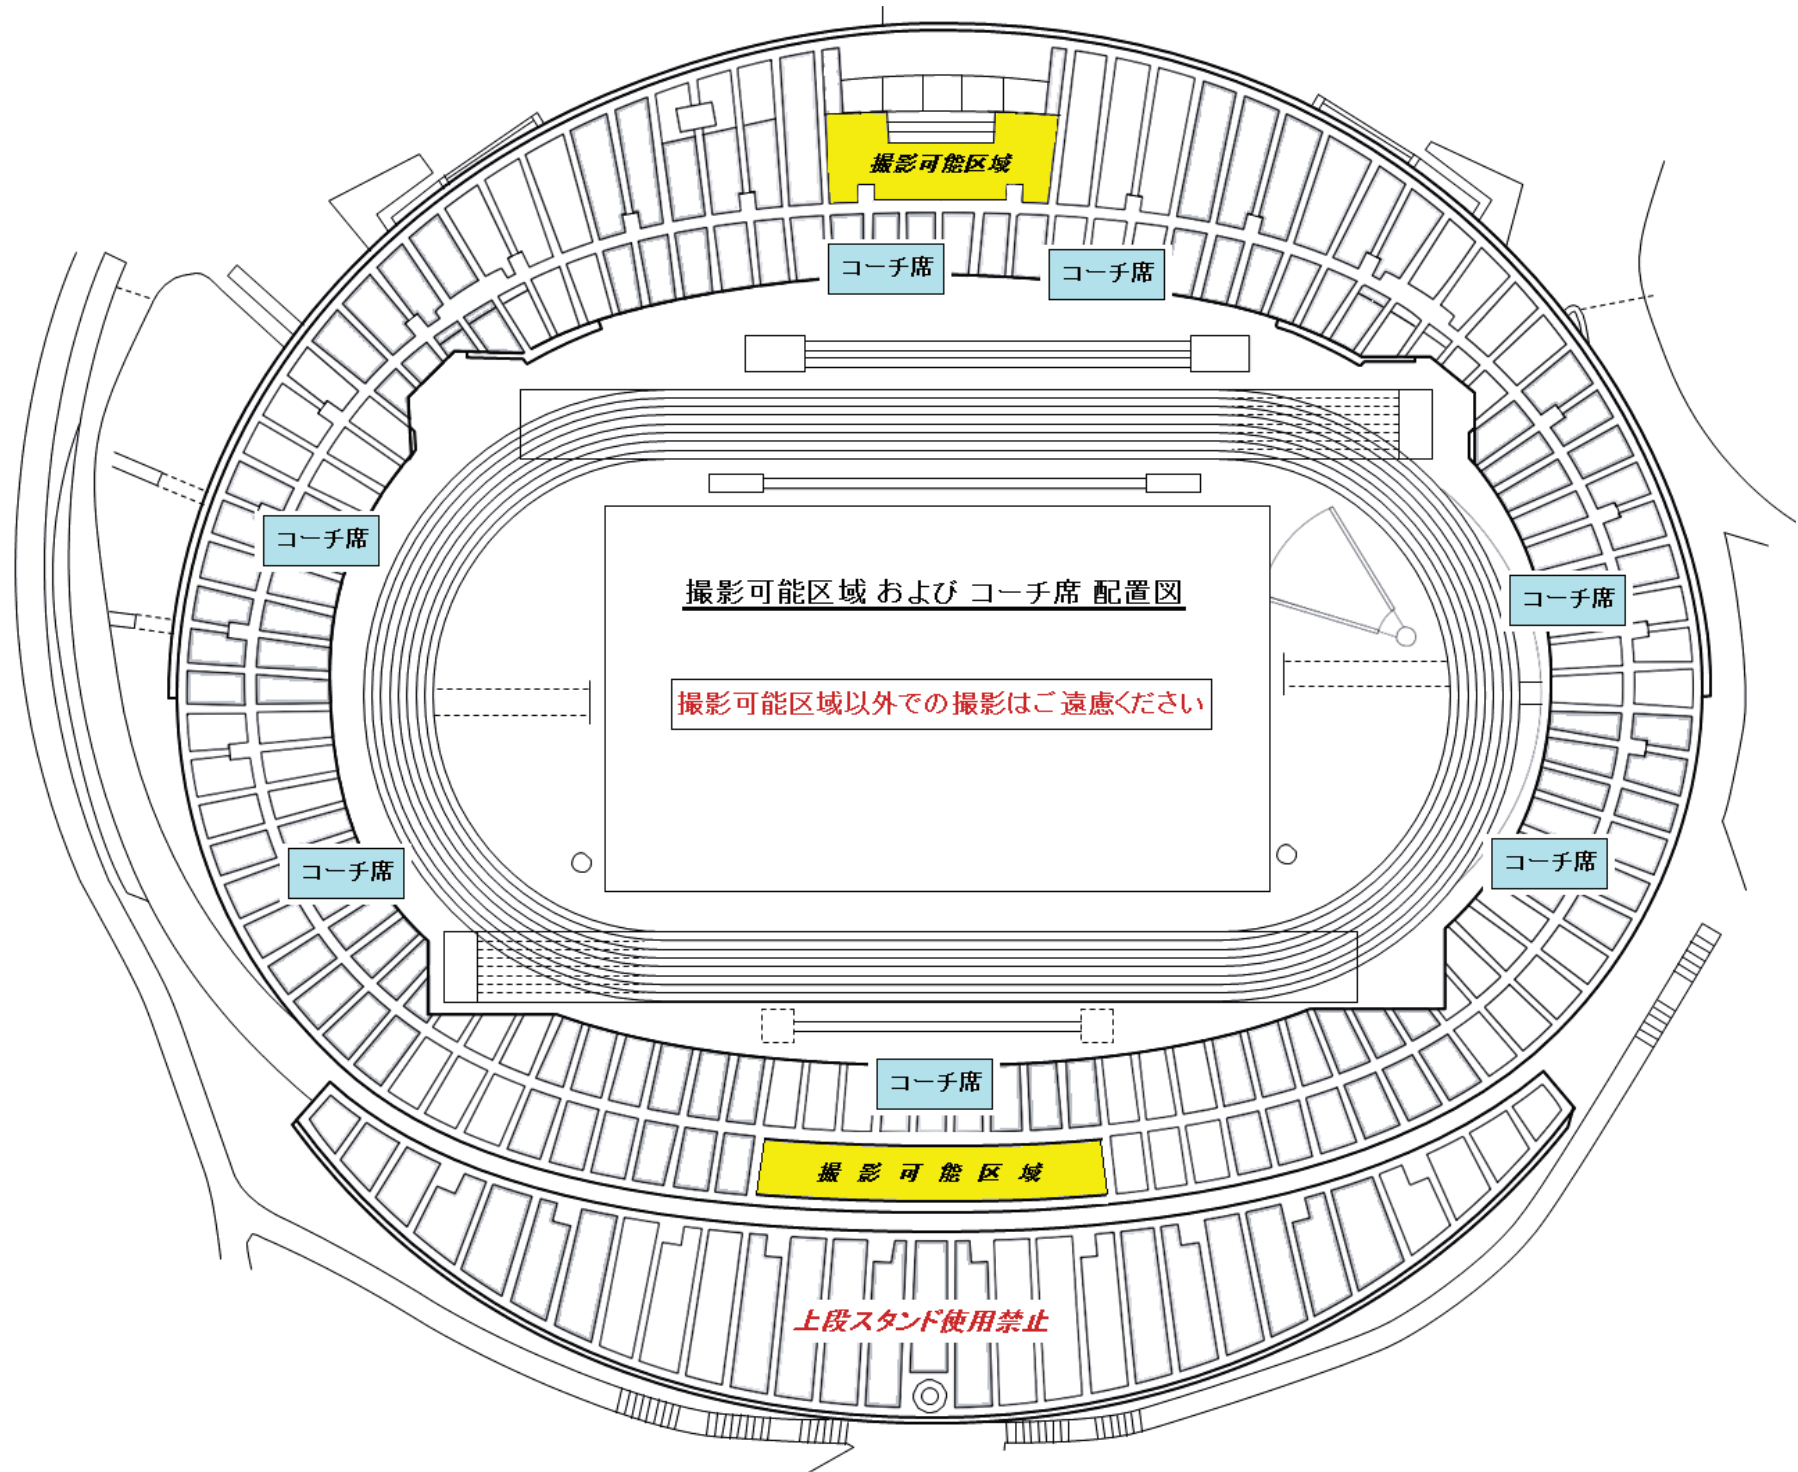 撮影可能区域
コーチ席
コーチ席
コーチ席
撮影可能区域 および コーチ席 配置図
コーチ席
撮影可能区域以外での撮影はご遠慮ください
コーチ席
コーチ席
コーチ席
撮影可能区域
上段スタンド使用禁止